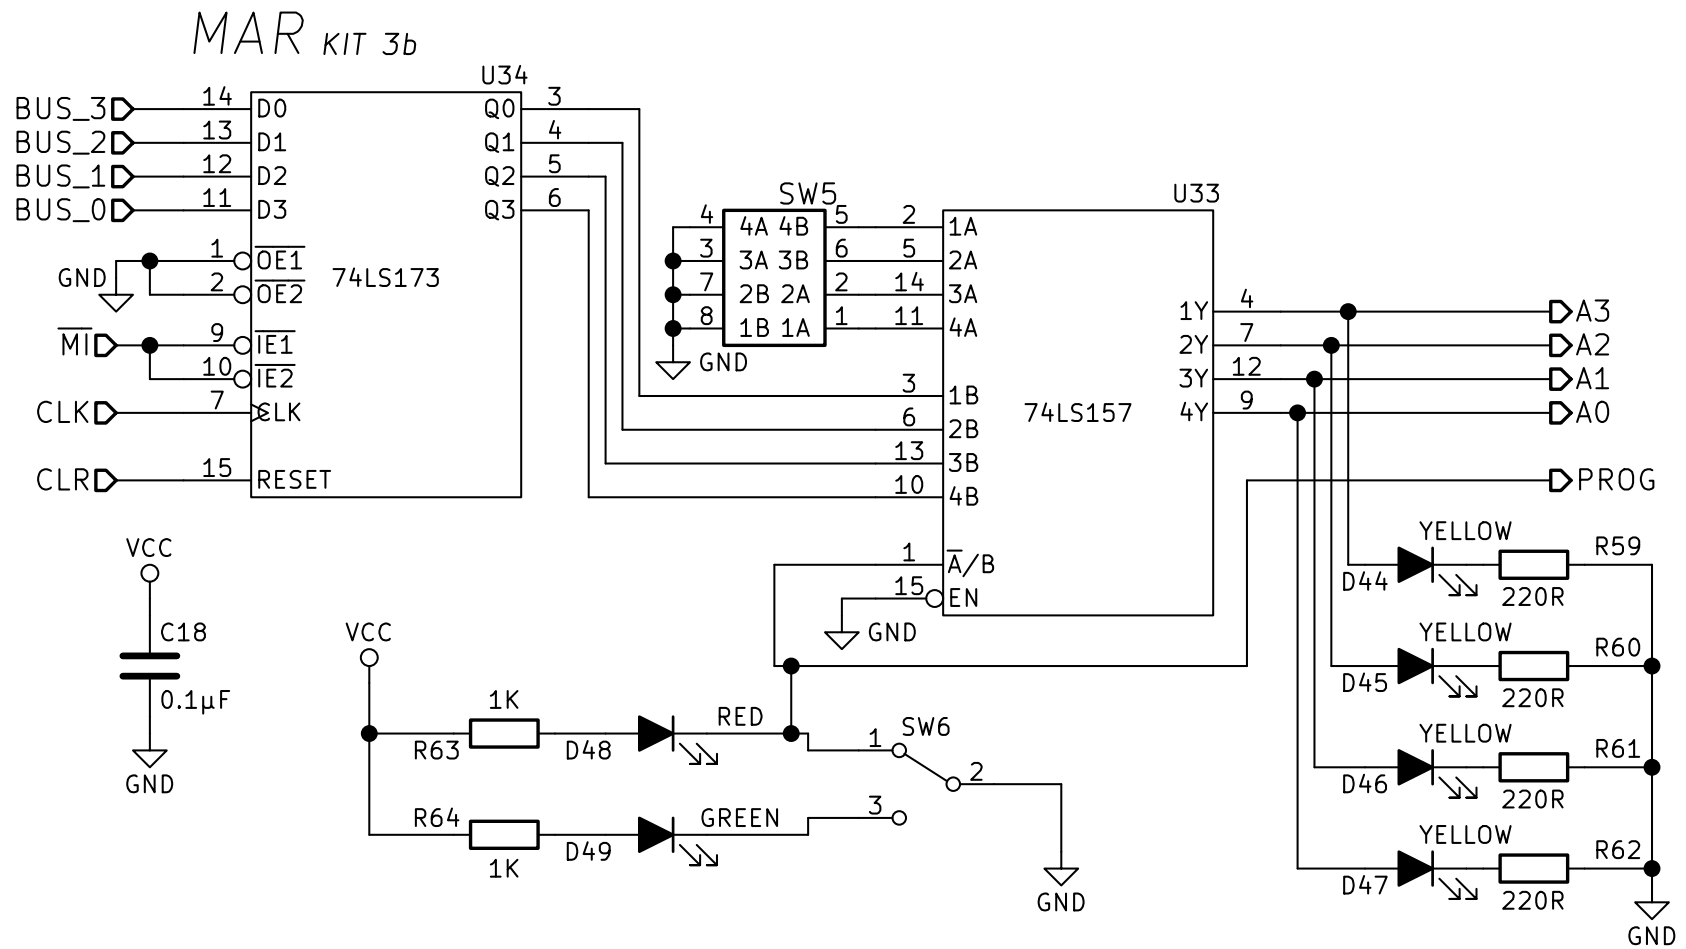 MAR KIT 3b
U34
BUS_3 14 D0 Q0 3
BUS_2 13 D1 Q1 4
BUS_1 12 D2 Q2 5
BUS_0 11 D3 Q3 6
GND 1 O̅E̅1̅
2 O̅E̅2̅
74LS173
M̅I̅ 9 I̅E̅1̅
10 I̅E̅2̅
CLK 7 CLK
CLR 15 RESET
SW5
4 4A 4B 5
3 3A 3B 6
7 2B 2A 2
8 1B 1A 1
GND
U33
2 1A
5 2A
14 3A
11 4A
3 1B
6 2B
13 3B
10 4B
74LS157
1 A̅/B
15 EN
GND
1Y 4 A3
2Y 7 A2
3Y 12 A1
4Y 9 A0
PROG
YELLOW
D44 R59
220R
YELLOW
D45 R60
220R
YELLOW
D46 R61
220R
YELLOW
D47 R62
220R
GND
VCC
C18
0.1µF
GND
VCC
1K
R63 D48 RED
R64 D49 GREEN
1K
SW6
1
2
3
GND